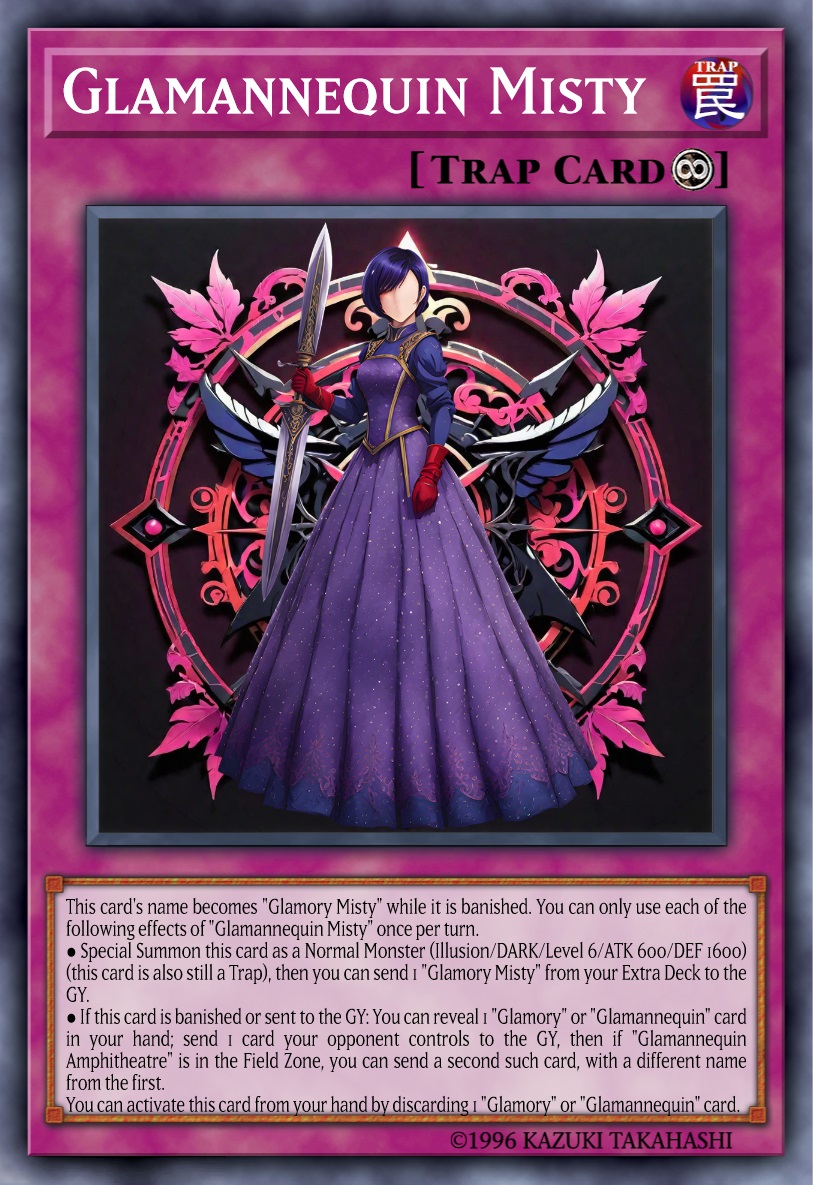 Glamannequin Misty
TRAP
罠
[Trap Card]
This card's name becomes "Glamory Misty" while it is banished. You can only use each of the
following effects of "Glamannequin Misty" once per turn.
● Special Summon this card as a Normal Monster (Illusion/DARK/Level 6/ATK 600/DEF 1600)
(this card is also still a Trap), then you can send 1 "Glamory Misty" from your Extra Deck to the
GY.
● If this card is banished or sent to the GY: You can reveal 1 "Glamory" or "Glamannequin" card
in your hand; send 1 card your opponent controls to the GY, then if "Glamannequin
Amphitheatre" is in the Field Zone, you can send a second such card, with a different name
from the first.
You can activate this card from your hand by discarding 1 "Glamory" or "Glamannequin" card.
©1996 KAZUKI TAKAHASHI